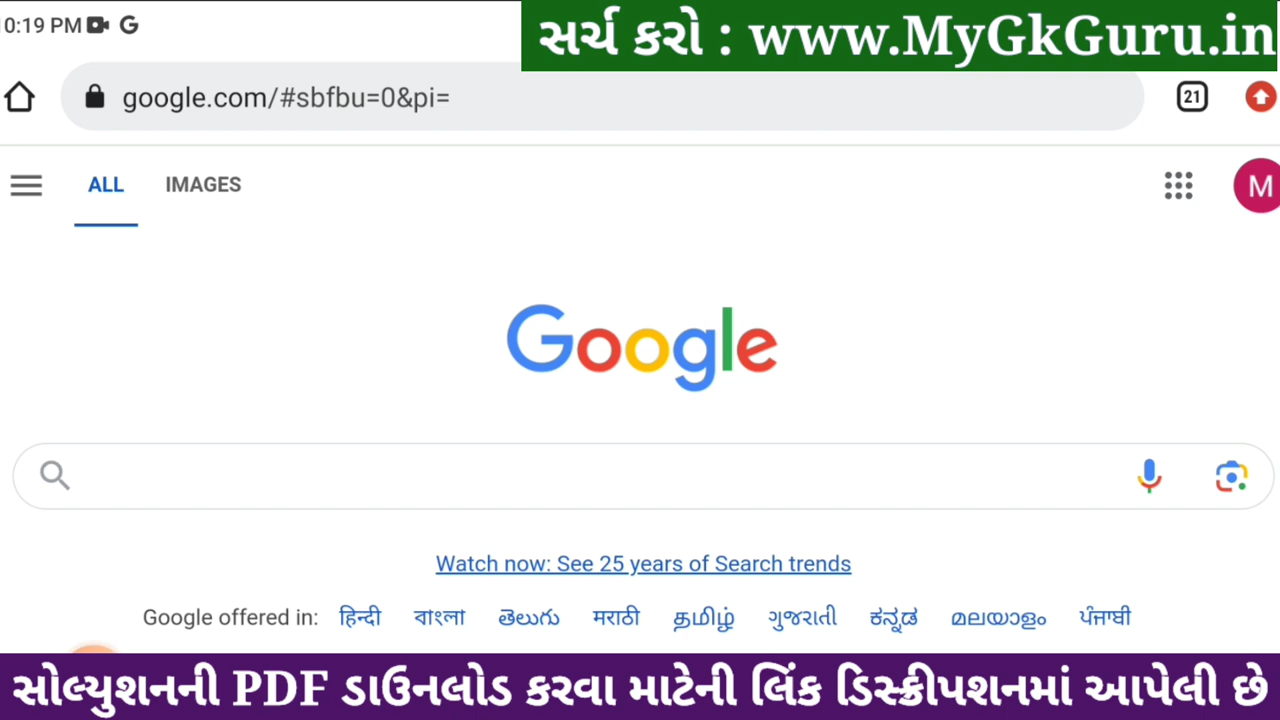 0:19 PM G
સર્ચ કરો : www.MyGkGuru.in
google.com/#sbfbu=0&pi=
21
ALL IMAGES
M
Google
Watch now: See 25 years of Search trends
Google offered in: हिन्दी বাংলা తెలుగు मराठी தமிழ் ગુજરાતી ಕನ್ನಡ മലയാളം ਪੰਜਾਬੀ
સોલ્યુશનની PDF ડાઉનલોડ કરવા માટેની લિંક ડિસ્ક્રીપશનમાં આપેલી છે